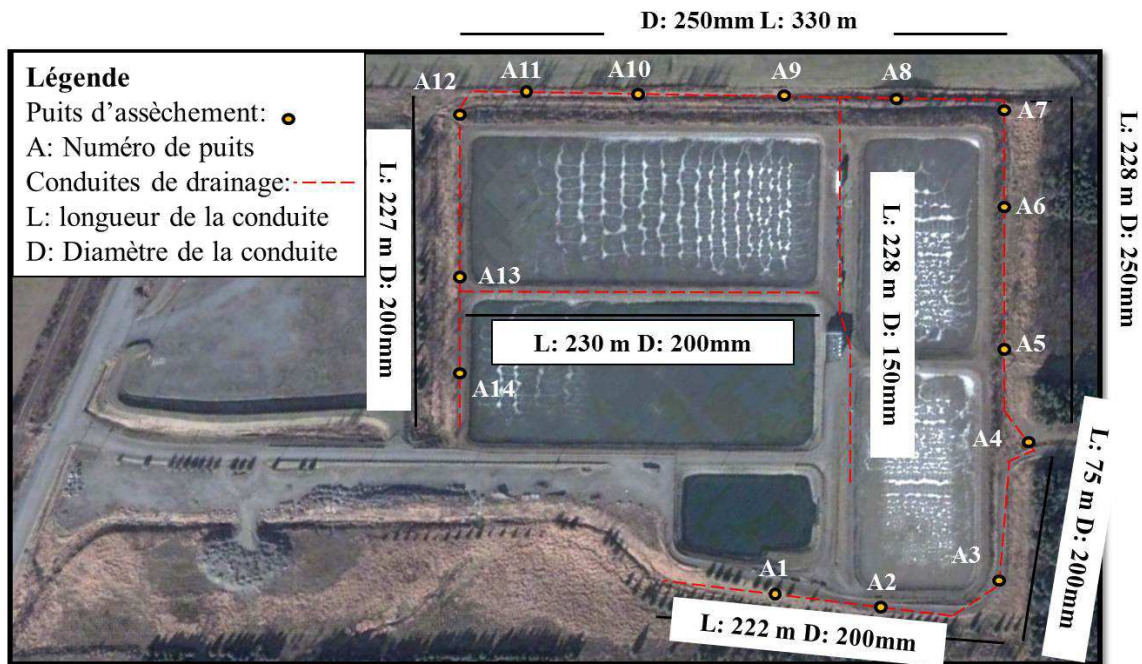 D: 250mm L: 330 m
Légende
Puits d’assèchement:
A: Numéro de puits
Conduites de drainage:
L: longueur de la conduite
D: Diamètre de la conduite
A12
A11
A10
A9
A8
A7
A6
A5
A4
A3
A2
A1
A13
A14
L: 227 m D: 200mm
L: 230 m D: 200mm
L: 228 m D: 150mm
L: 228 m D: 250mm
L: 75 m D: 200mm
L: 222 m D: 200mm